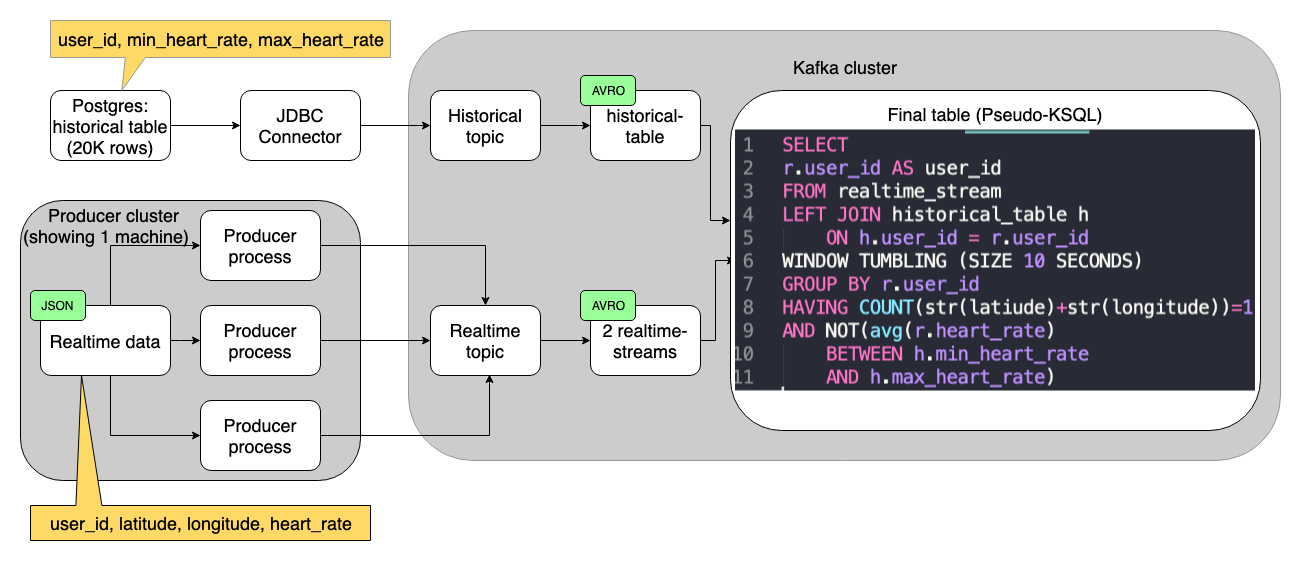 user_id, min_heart_rate, max_heart_rate
Kafka cluster
Postgres:
historical table
(20K rows)
JDBC
Connector
Historical
topic
AVRO
historical-
table
Final table (Pseudo-KSQL)
1 SELECT
2 r.user_id AS user_id
3 FROM realtime_stream
4 LEFT JOIN historical_table h
5 ON h.user_id = r.user_id
6 WINDOW TUMBLING (SIZE 10 SECONDS)
7 GROUP BY r.user_id
8 HAVING COUNT(str(latiude)+str(longitude))=1
9 AND NOT(avg(r.heart_rate)
10 BETWEEN h.min_heart_rate
11 AND h.max_heart_rate)
Producer cluster
(showing 1 machine)
Producer
process
JSON
Realtime data
Producer
process
Realtime
topic
AVRO
2 realtime-
streams
Producer
process
user_id, latitude, longitude, heart_rate